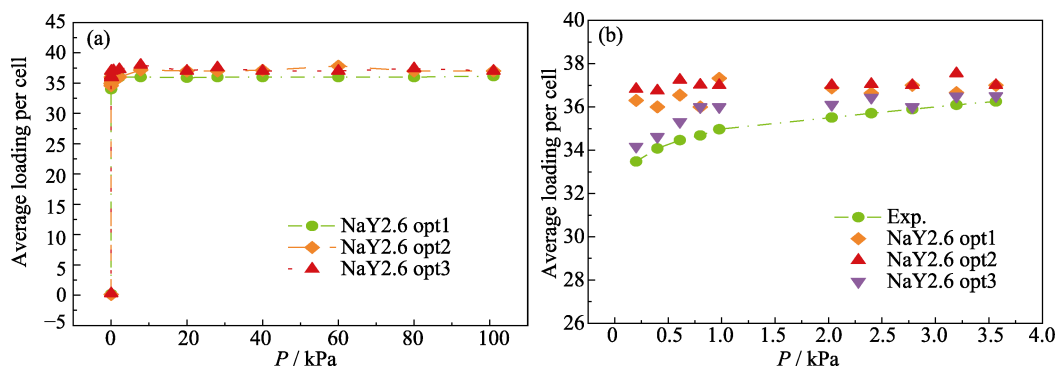 (a)
45
40
35
30
25
20
15
10
5
0
−5
Average loading per cell
NaY2.6 opt1
NaY2.6 opt2
NaY2.6 opt3
0 20 40 60 80 100
P / kPa
(b)
40
38
36
34
32
30
28
26
Average loading per cell
Exp.
NaY2.6 opt1
NaY2.6 opt2
NaY2.6 opt3
0 0.5 1.0 1.5 2.0 2.5 3.0 3.5 4.0
P / kPa